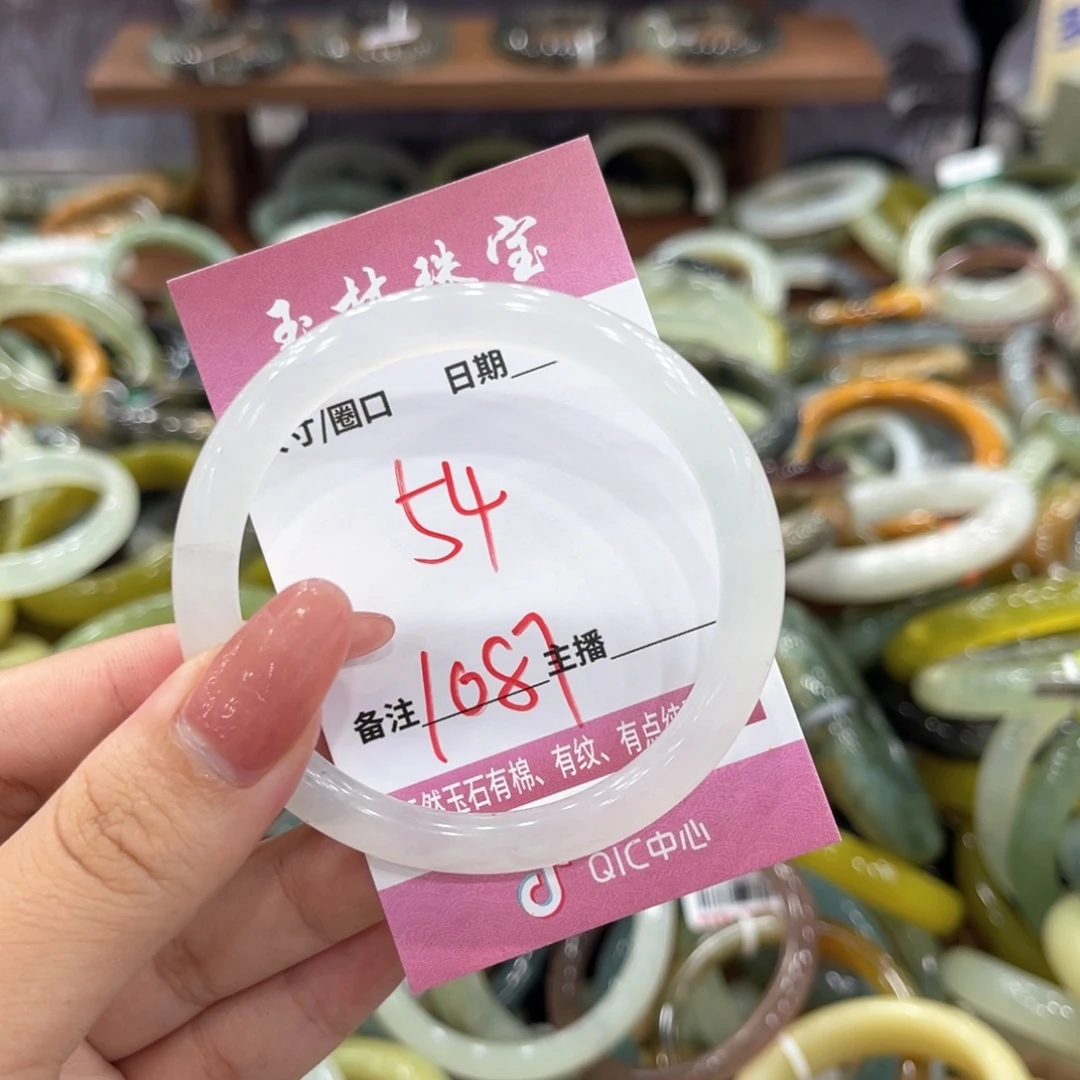 玉林珠宝
寸/圈口 日期
54
1087
备注 主播
然玉石有棉、有纹、有点
QIC中心